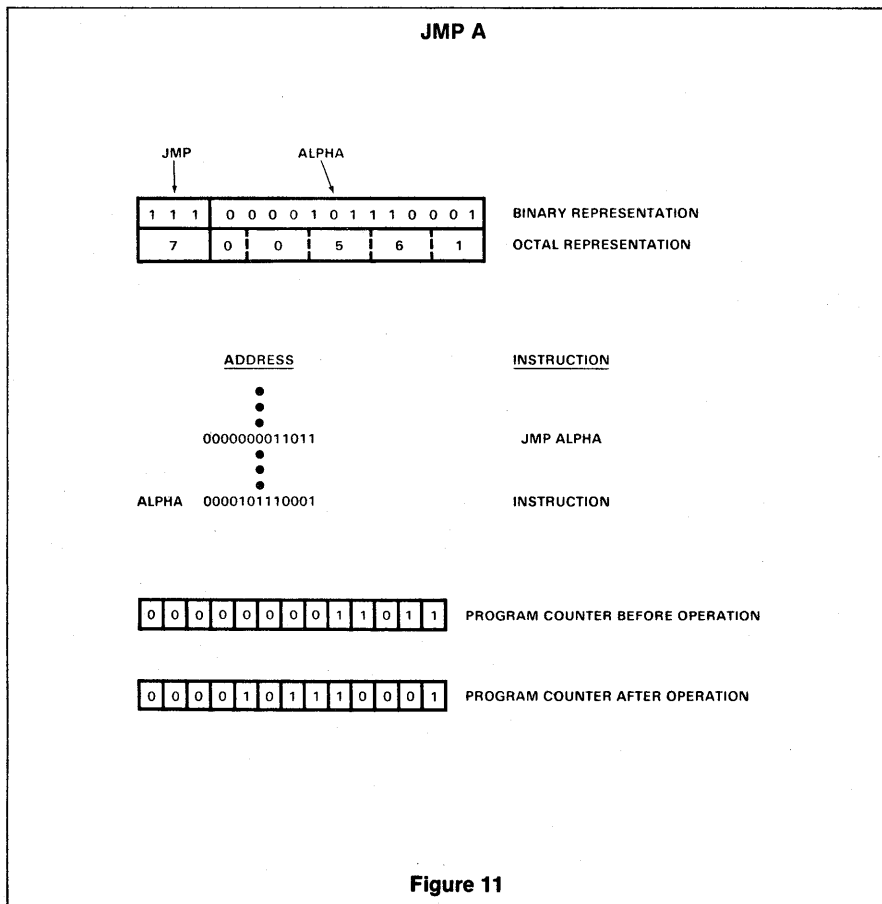 JMP A
JMP ALPHA
1 1 1 0 0 0 0 1 0 1 1 1 0 0 0 1 BINARY REPRESENTATION
7 0 0 5 6 1 OCTAL REPRESENTATION
ADDRESS INSTRUCTION
0000000011011 JMP ALPHA
ALPHA 0000101110001 INSTRUCTION
0 0 0 0 0 0 0 0 1 1 0 1 1 PROGRAM COUNTER BEFORE OPERATION
0 0 0 0 1 0 1 1 1 0 0 0 1 PROGRAM COUNTER AFTER OPERATION
Figure 11